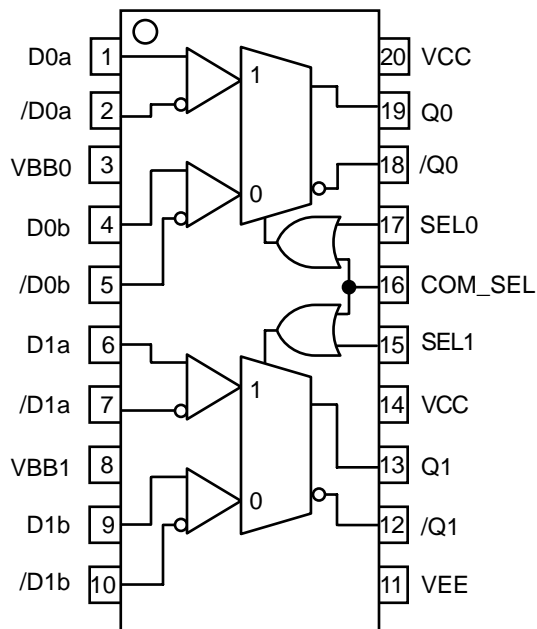 D0a 1 1 20 VCC
/D0a 2 19 Q0
VBB0 3 18 /Q0
D0b 4 0 17 SEL0
/D0b 5 16 COM_SEL
D1a 6 15 SEL1
/D1a 7 1 14 VCC
VBB1 8 13 Q1
D1b 9 0 12 /Q1
/D1b 10 11 VEE